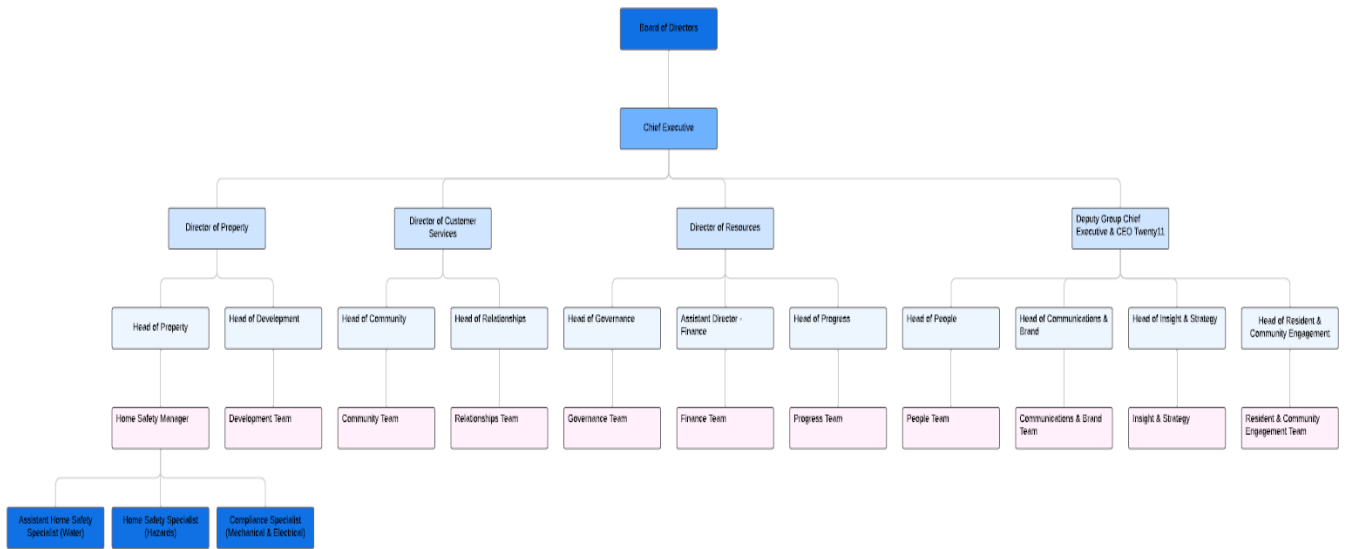 Board of Directors
Chief Executive
Director of Property
Director of Customer
Services
Director of Resources
Deputy Group Chief
Executive & CEO Twenty11
Head of Property
Head of Development
Head of Community
Head of Relationships
Head of Governance
Assistant Director -
Finance
Head of Progress
Head of People
Head of Communications &
Brand
Head of Insight & Strategy
Head of Resident &
Community Engagement
Home Safety Manager
Development Team
Community Team
Relationships Team
Governance Team
Finance Team
Progress Team
People Team
Communications & Brand
Team
Insight & Strategy
Resident & Community
Engagement Team
Assistant Home Safety
Specialist (Water)
Home Safety Specialist
(Hazards)
Compliance Specialist
(Mechanical & Electrical)